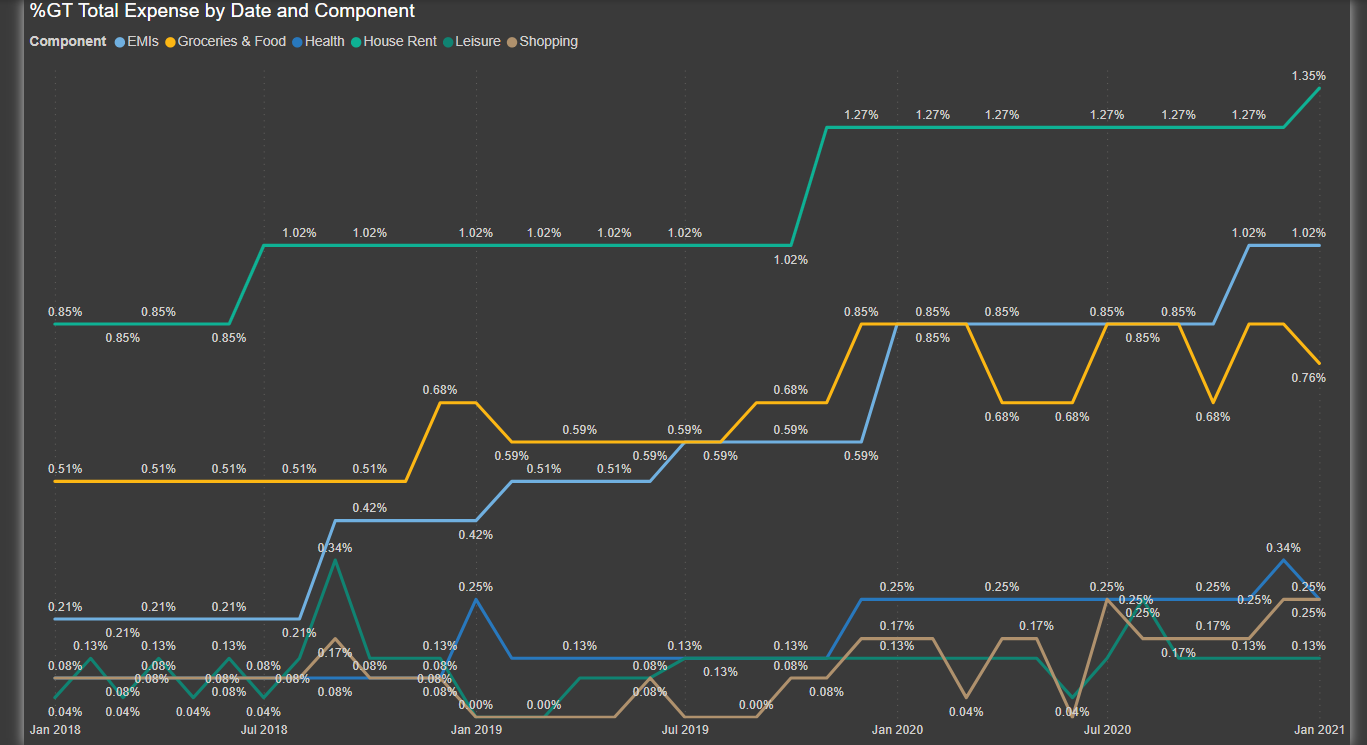 %GT Total Expense by Date and Component
Component EMIs Groceries & Food Health House Rent Leisure Shopping
1.35%
1.27% 1.27% 1.27% 1.27% 1.27% 1.27%
1.02% 1.02% 1.02% 1.02% 1.02% 1.02% 1.02% 1.02%
1.02%
0.85% 0.85% 0.85% 0.85% 0.85% 0.85% 0.85%
0.85% 0.85% 0.85% 0.85%
0.76%
0.68% 0.68%
0.68% 0.68% 0.68%
0.59% 0.59% 0.59%
0.59% 0.59% 0.59% 0.59%
0.51% 0.51% 0.51% 0.51% 0.51% 0.51% 0.51%
0.42%
0.42%
0.34% 0.34%
0.25% 0.25% 0.25% 0.25% 0.25% 0.25%
0.25% 0.25%
0.21% 0.21% 0.21% 0.25% 0.25%
0.21% 0.21% 0.17% 0.17% 0.17%
0.13% 0.13% 0.13% 0.13% 0.13% 0.13% 0.13% 0.13% 0.13% 0.13%
0.17% 0.17%
0.08% 0.08% 0.08% 0.08% 0.08% 0.08% 0.08%
0.13%
0.08% 0.08% 0.08% 0.08%
0.08% 0.08% 0.08% 0.08% 0.08% 0.08%
0.00% 0.00% 0.00%
0.04% 0.04% 0.04% 0.04% 0.04% 0.04%
Jan 2018 Jul 2018 Jan 2019 Jul 2019 Jan 2020 Jul 2020 Jan 2021